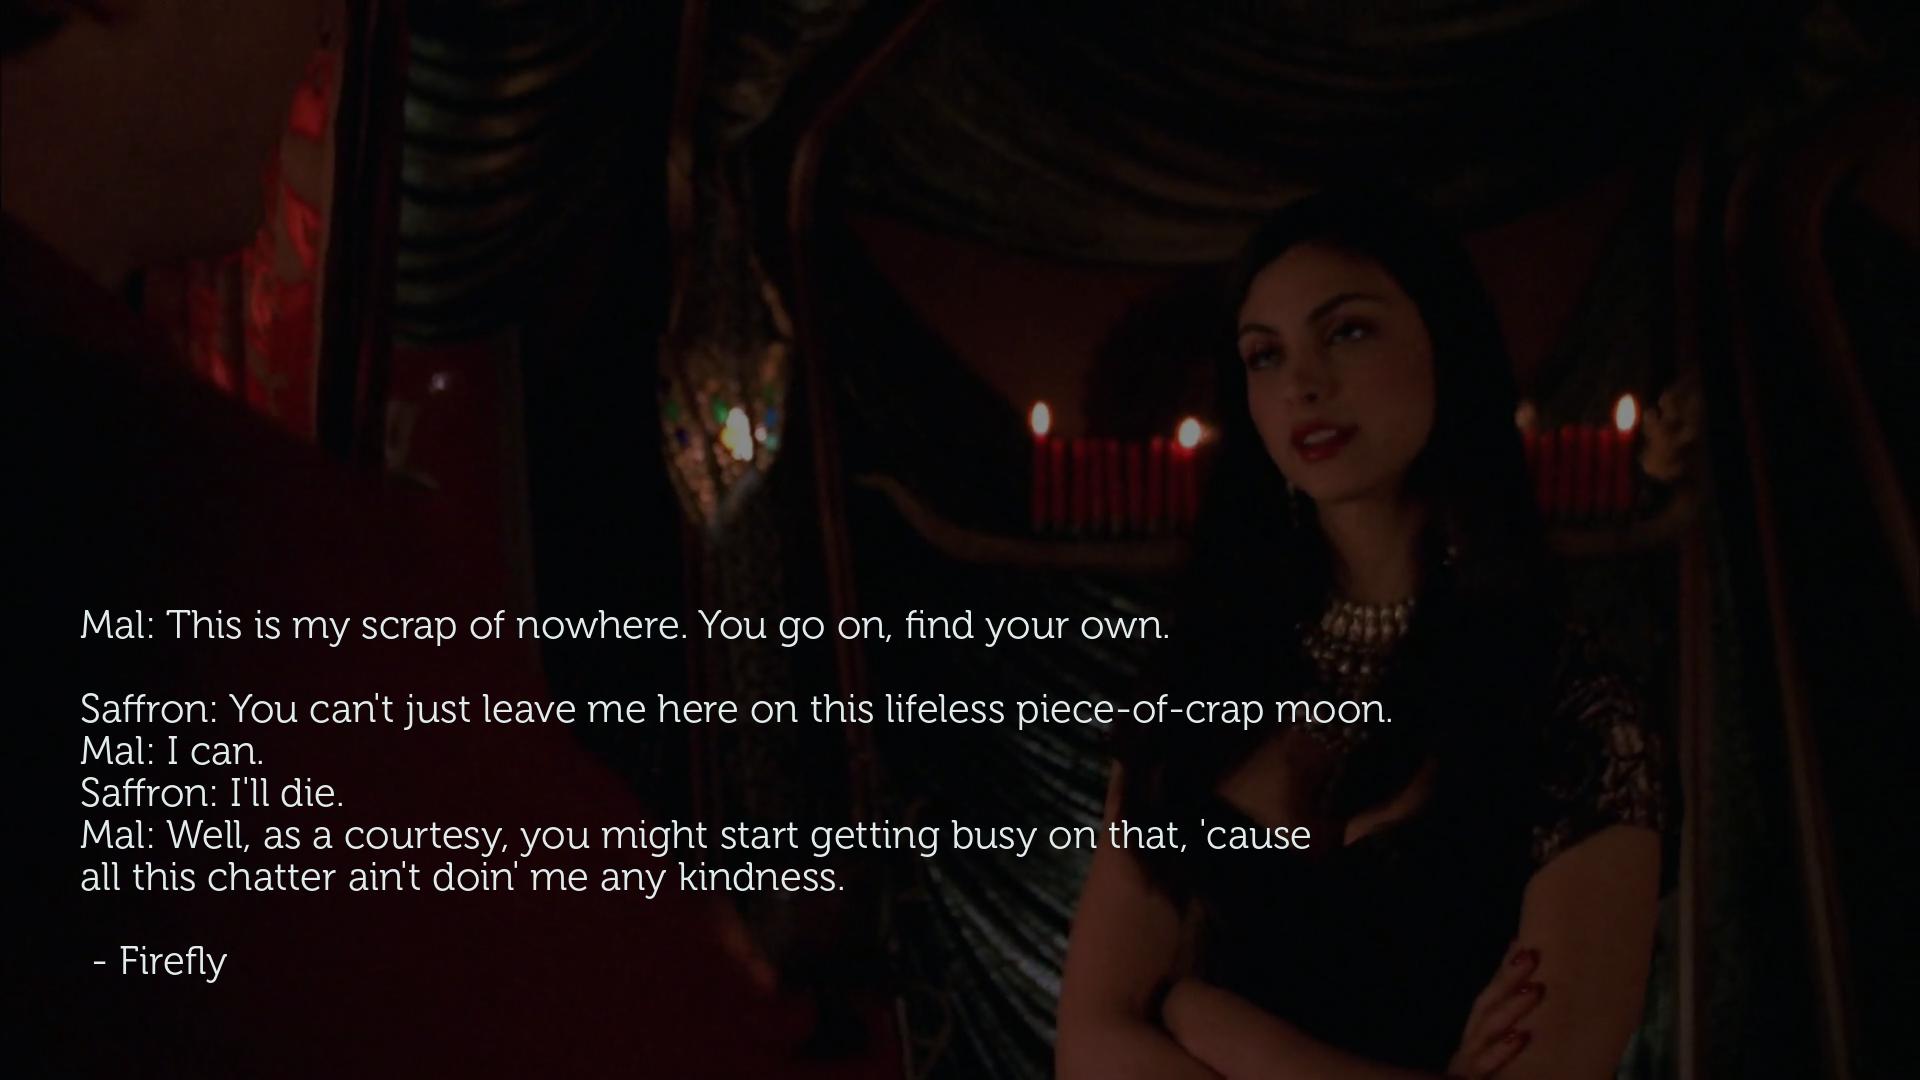 Mal: This is my scrap of nowhere. You go on, find your own.
Saffron: You can't just leave me here on this lifeless piece-of-crap moon.
Mal: I can.
Saffron: I'll die.
Mal: Well, as a courtesy, you might start getting busy on that, 'cause
all this chatter ain't doin' me any kindness.
- Firefly